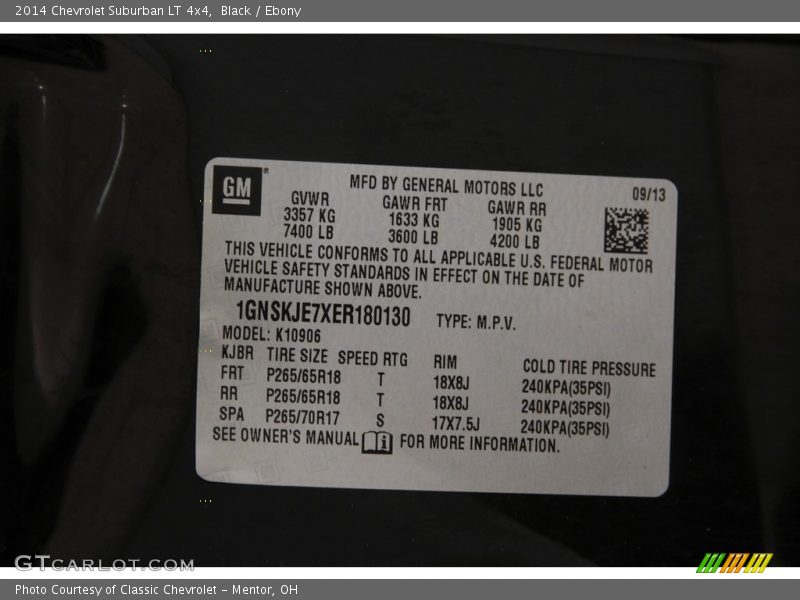 2014 Chevrolet Suburban LT 4x4, Black / Ebony
GM®
MFD BY GENERAL MOTORS LLC 09/13
GVWR GAWR FRT GAWR RR
3357 KG 1633 KG 1905 KG
7400 LB 3600 LB 4200 LB
THIS VEHICLE CONFORMS TO ALL APPLICABLE U.S. FEDERAL MOTOR
VEHICLE SAFETY STANDARDS IN EFFECT ON THE DATE OF
MANUFACTURE SHOWN ABOVE.
1GNSKJE7XER180130 TYPE: M.P.V.
MODEL: K10906
KJBR TIRE SIZE SPEED RTG RIM COLD TIRE PRESSURE
FRT P265/65R18 T 18X8J 240KPA(35PSI)
RR P265/65R18 T 18X8J 240KPA(35PSI)
SPA P265/70R17 S 17X7.5J 240KPA(35PSI)
SEE OWNER'S MANUAL i FOR MORE INFORMATION.
GTCARLOT.COM
Photo Courtesy of Classic Chevrolet - Mentor, OH